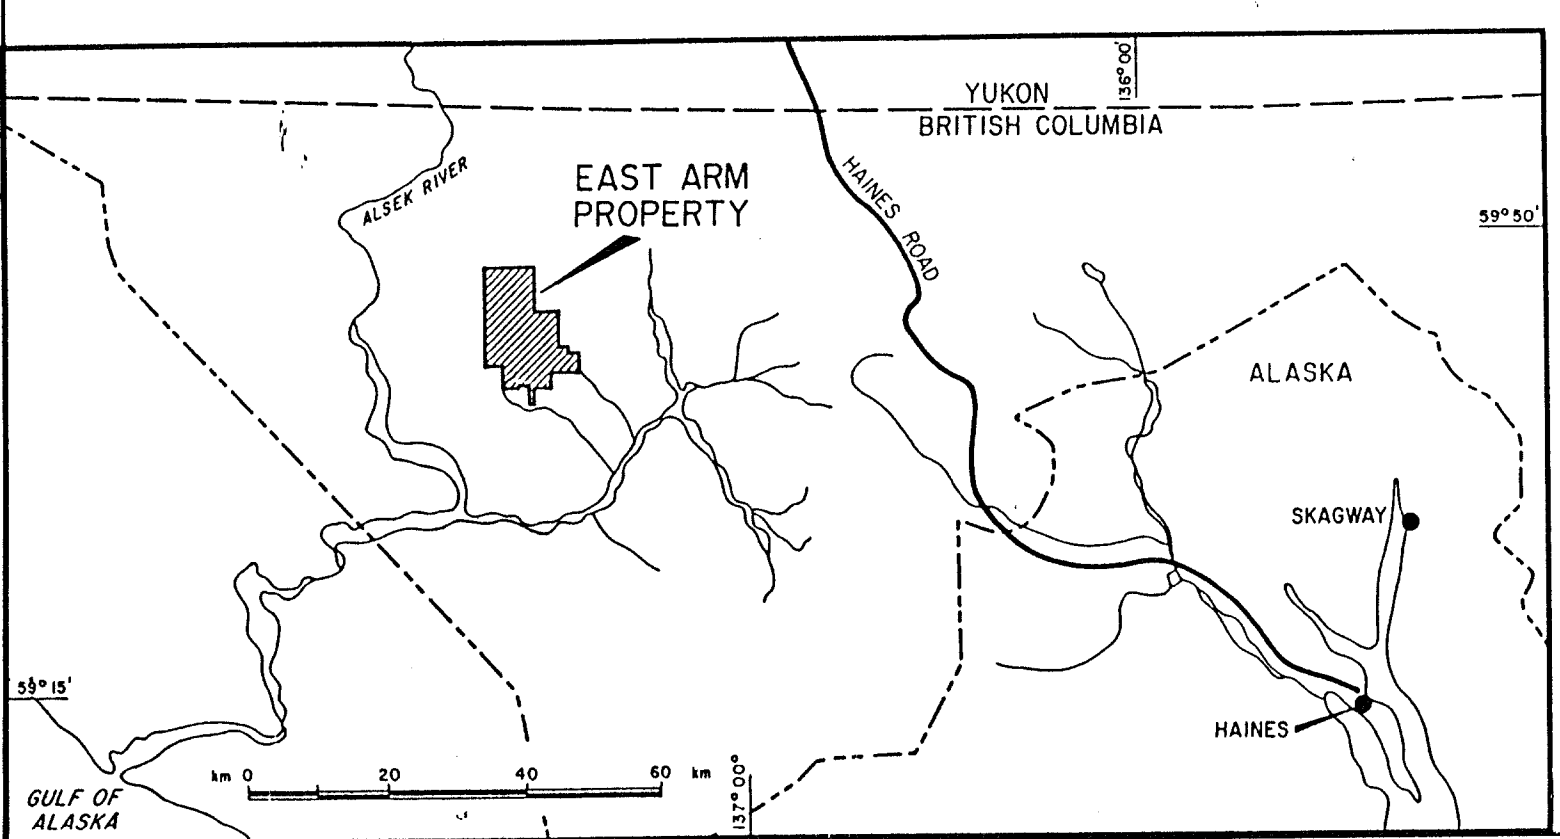 136° 00'
YUKON
BRITISH COLUMBIA
ALSEK RIVER
EAST ARM
PROPERTY
HAINES ROAD
59° 50'
ALASKA
SKAGWAY
59° 15'
HAINES
km 0 20 40 60 km
137° 00'
GULF OF
ALASKA